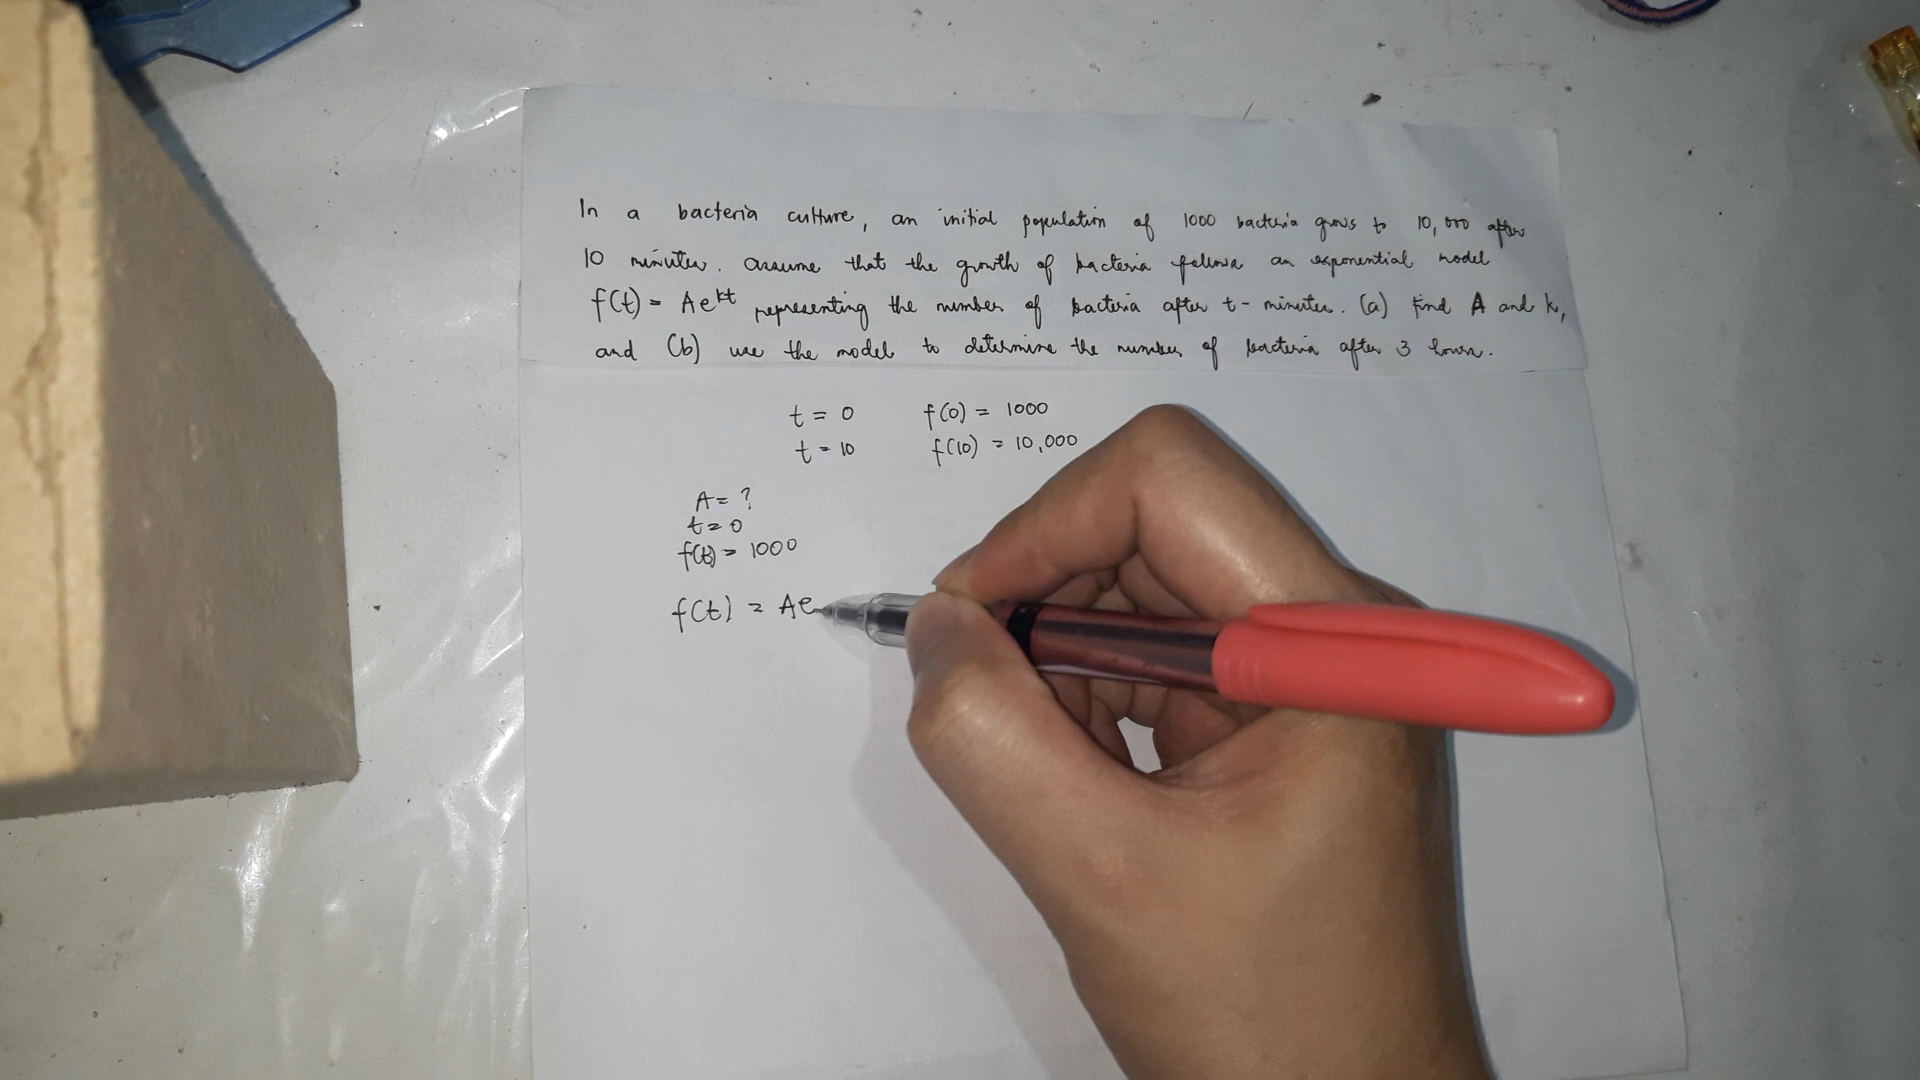 In a bacteria culture, an initial population of 1000 bacteria grows to 10,000 after
10 minutes. Assume that the growth of bacteria follows an exponential model
f(t) = Ae^kt representing the number of bacteria after t - minutes. (a) Find A and k,
and (b) use the model to determine the number of bacteria after 3 hours.
t = 0 f(0) = 1000
t = 10 f(10) = 10,000
A = ?
t = 0
f(t) = 1000
f(t) = Ae